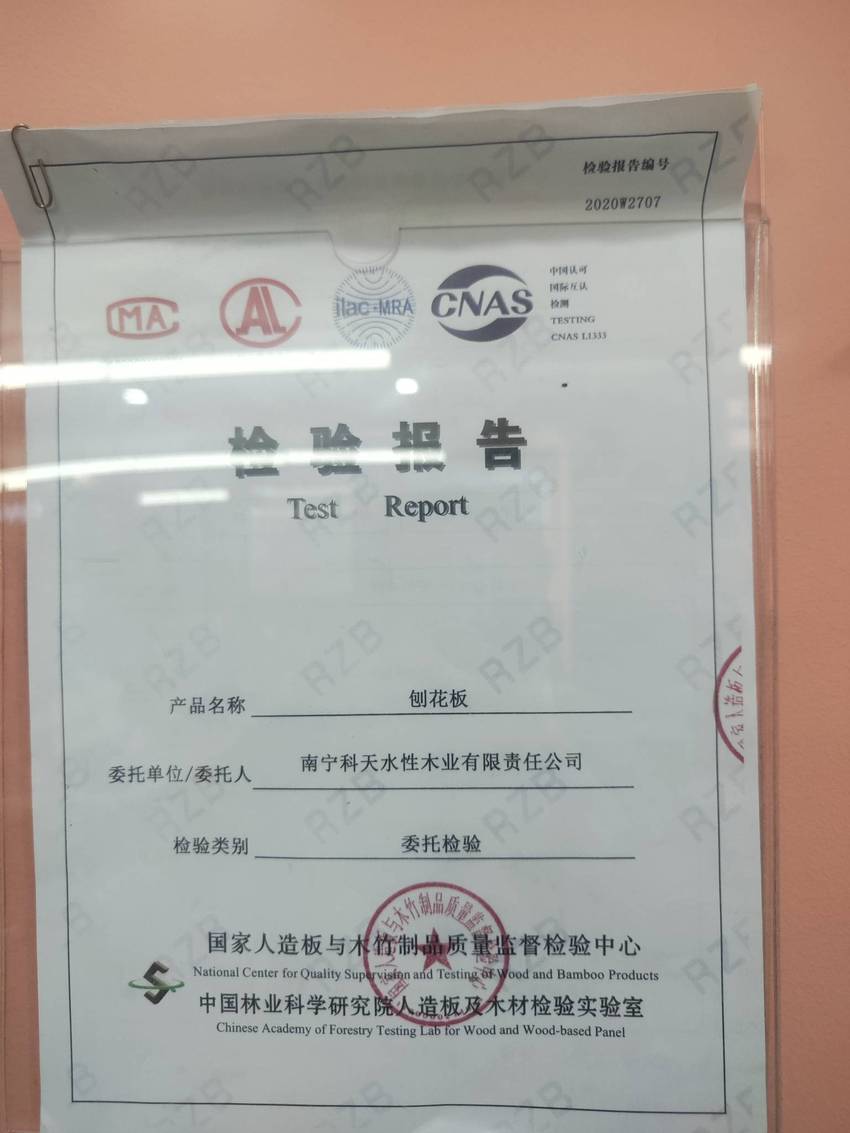 检验报告编号
2020W2707
MA
AL
ilac-MRA
CNAS
中国认可
国际互认
检测
TESTING
CNAS L1333
检验报告
Test Report
产品名称 刨花板
委托单位/委托人 南宁科天水性木业有限责任公司
检验类别 委托检验
国家人造板与木竹制品质量监督检验中心
National Center for Quality Supervision and Testing of Wood and Bamboo Products
中国林业科学研究院人造板及木材检验实验室
Chinese Academy of Forestry Testing Lab for Wood and Wood-based Panel
RZB